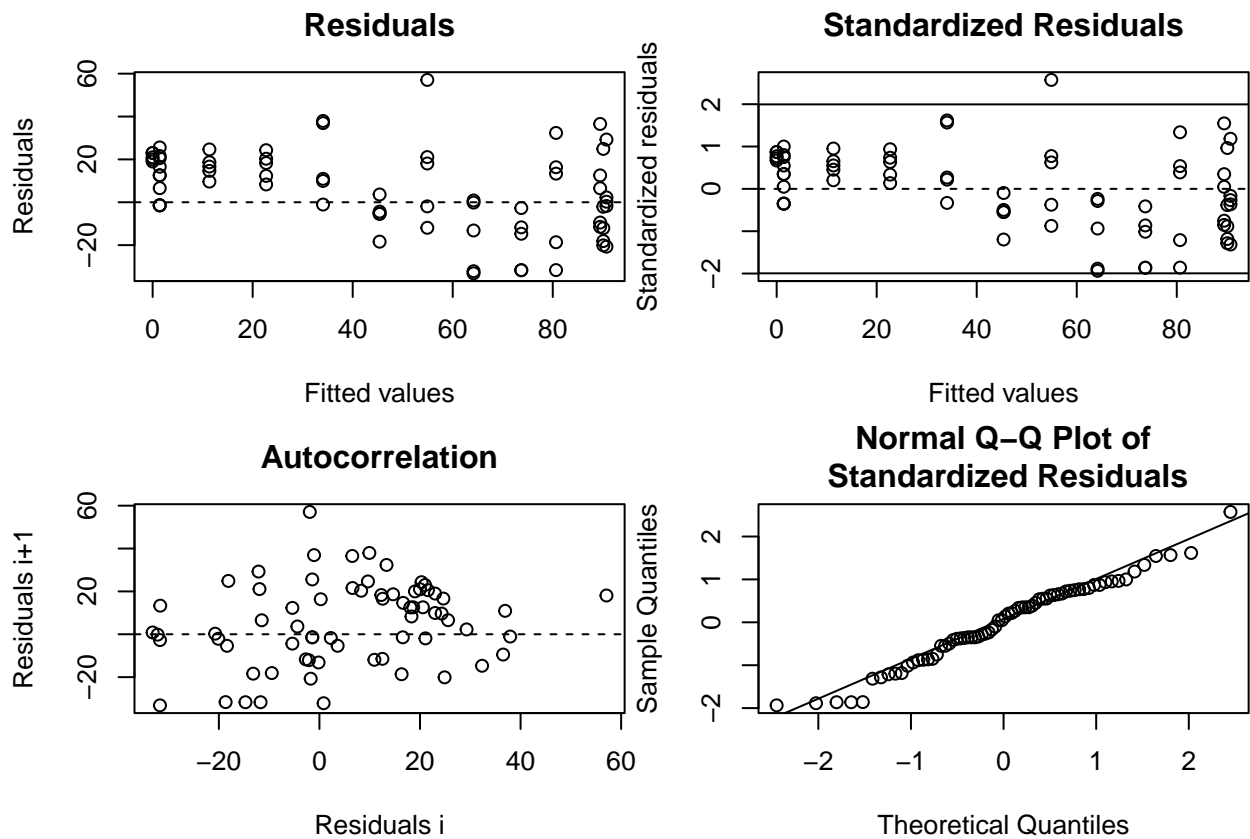 Residuals
Residuals
60
20
−20
0
20
40
60
80
Fitted values
Standardized Residuals
Standardized residuals
2
1
0
−2
0
20
40
60
80
Fitted values
Autocorrelation
Residuals i+1
60
20
−20
−20
0
20
40
60
Residuals i
Normal Q−Q Plot of
Standardized Residuals
Sample Quantiles
2
1
0
−2
−2
−1
0
1
2
Theoretical Quantiles